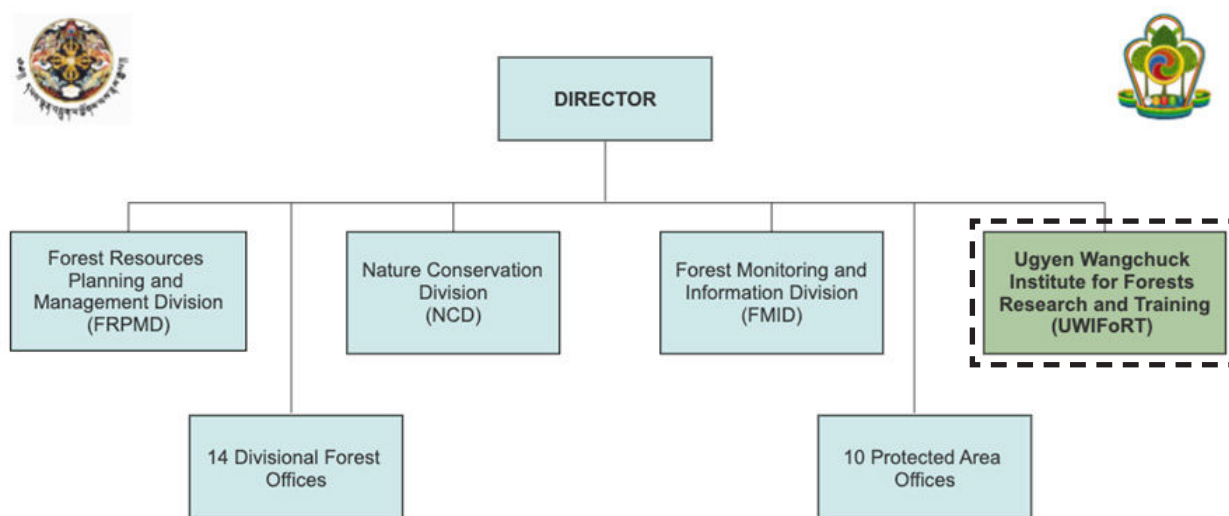 DIRECTOR
Forest Resources
Planning and
Management Division
(FRPMD)
Nature Conservation
Division
(NCD)
Forest Monitoring and
Information Division
(FMID)
Ugyen Wangchuck
Institute for Forests
Research and Training
(UWIFoRT)
14 Divisional Forest
Offices
10 Protected Area
Offices